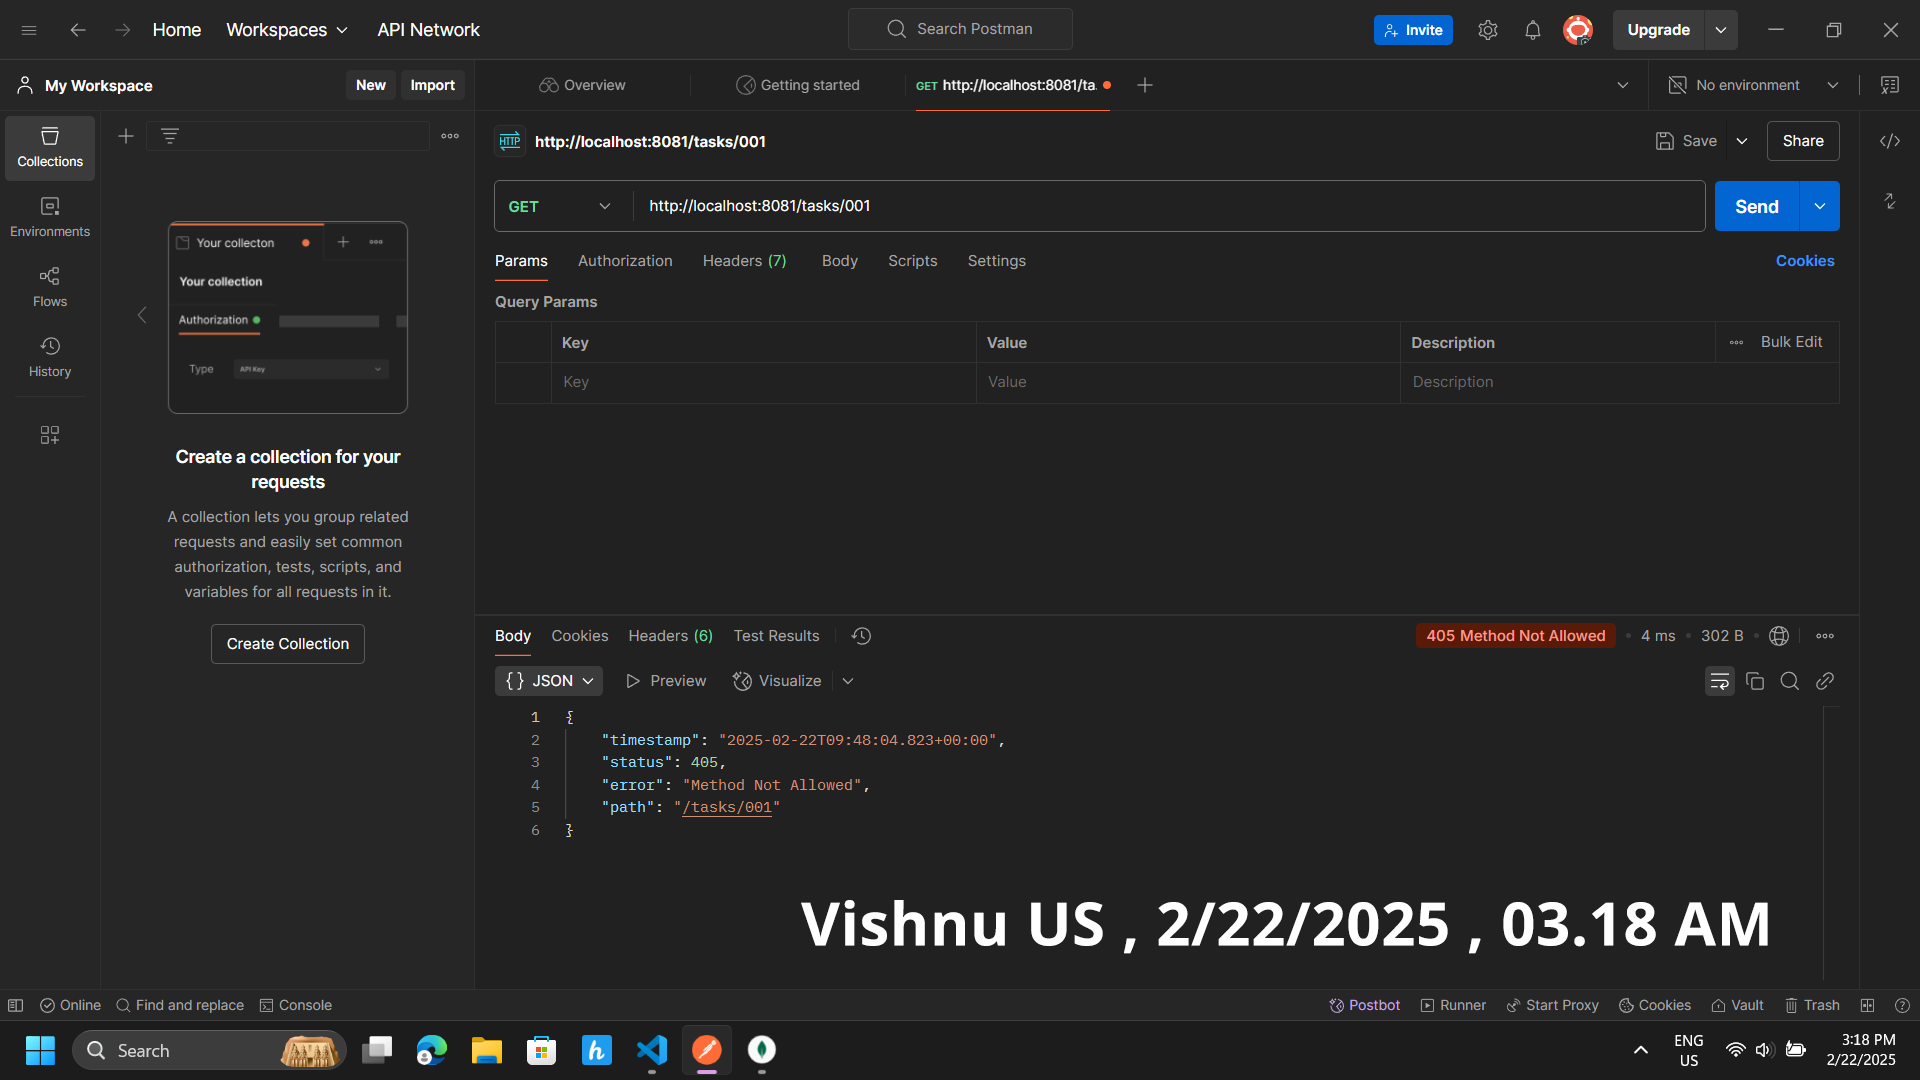 Home Workspaces API Network Search Postman Invite Upgrade
My Workspace New Import Overview Getting started GET http://localhost:8081/ta. No environment
HTTP http://localhost:8081/tasks/001 Save Share
GET http://localhost:8081/tasks/001 Send
Params Authorization Headers (7) Body Scripts Settings Cookies
Query Params
Key Value Description Bulk Edit
Key Value Description
Collections
Environments
Flows
History
Your collecton
Your collection
Authorization
Type API Key
Create a collection for your
requests
A collection lets you group related
requests and easily set common
authorization, tests, scripts, and
variables for all requests in it.
Create Collection
Body Cookies Headers (6) Test Results 405 Method Not Allowed • 4 ms • 302 B
{} JSON Preview Visualize
1 {
2 "timestamp": "2025-02-22T09:48:04.823+00:00",
3 "status": 405,
4 "error": "Method Not Allowed",
5 "path": "/tasks/001"
6 }
Vishnu US , 2/22/2025 , 03.18 AM
Online Find and replace Console Postbot Runner Start Proxy Cookies Vault Trash
Search ENG 3:18 PM
US 2/22/2025